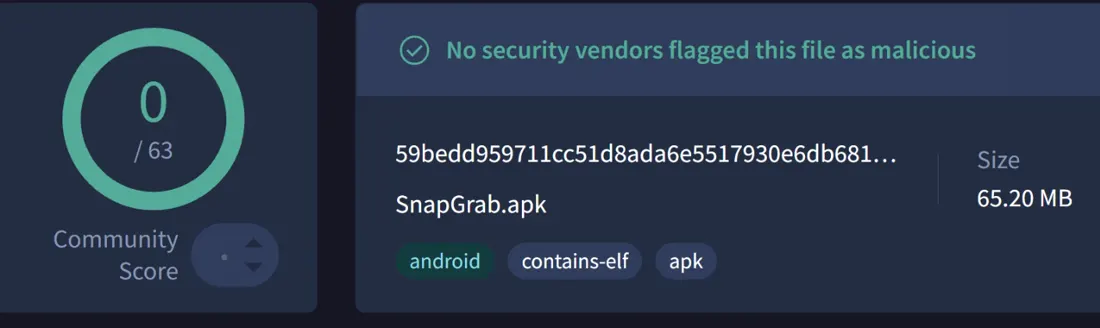 0
/ 63
Community
Score
No security vendors flagged this file as malicious
59bedd959711cc51d8ada6e5517930e6db681…
SnapGrab.apk
android
contains-elf
apk
Size
65.20 MB